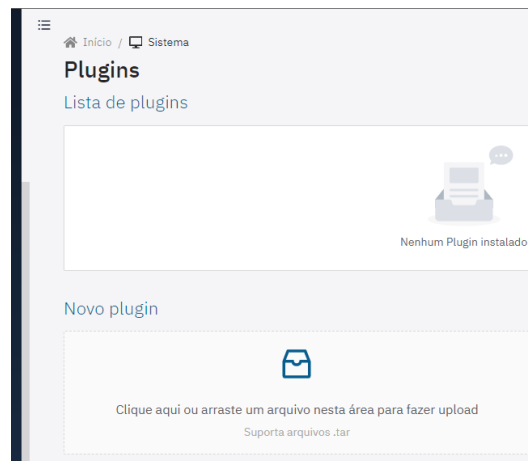 Início / Sistema
Plugins
Lista de plugins
Nenhum Plugin instalado
Novo plugin
Clique aqui ou arraste um arquivo nesta área para fazer upload
Suporta arquivos .tar